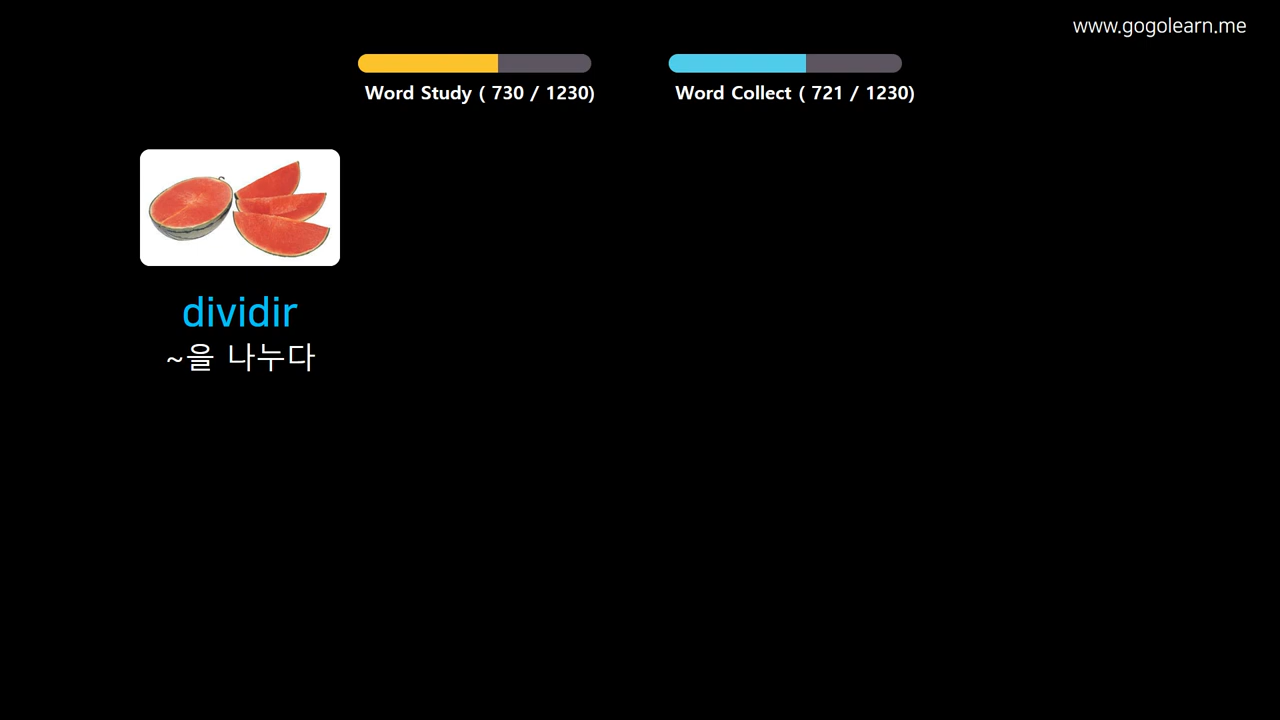 www.gogolearn.me
Word Study ( 730 / 1230)
Word Collect ( 721 / 1230)
dividir
~을 나누다